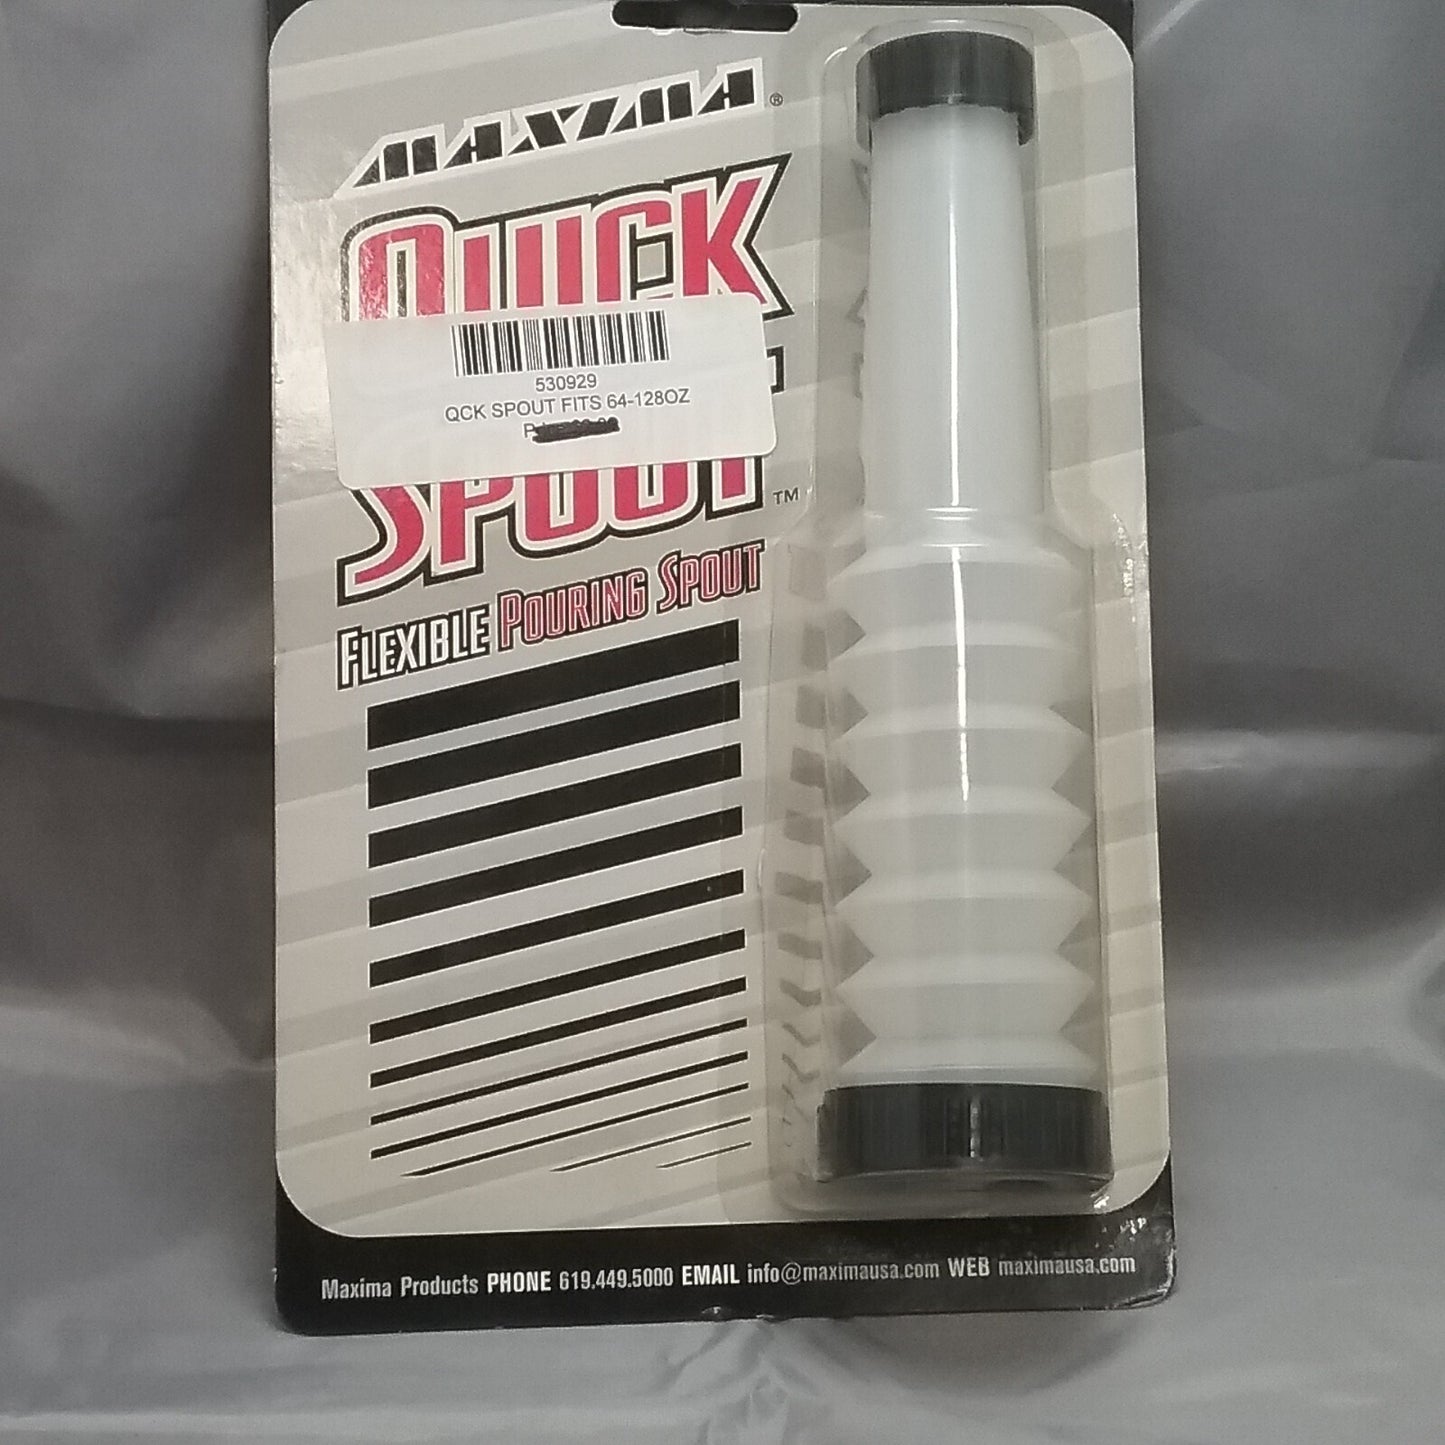 MAXIMA®
QUICK
530929
QCK SPOUT FITS 64-128OZ
SPOUT™
FLEXIBLE POURING SPOUT
Maxima Products PHONE 619.449.5000 EMAIL info@maximausa.com WEB maximausa.com